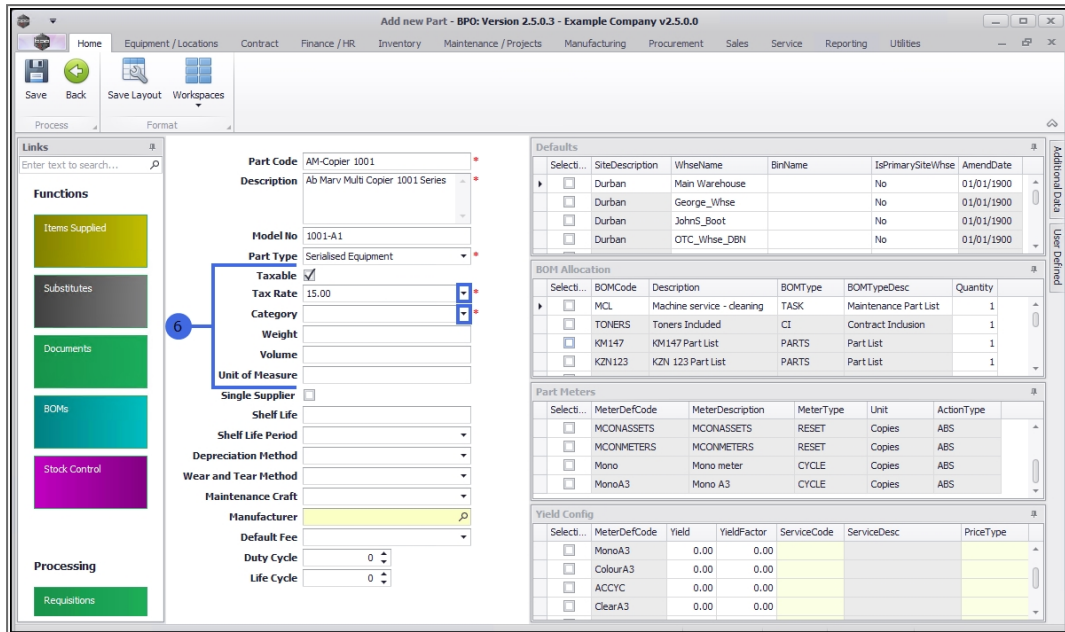 Add new Part - BPO: Version 2.5.0.3 - Example Company v2.5.0.0
Home Equipment / Locations Contract Finance / HR Inventory Maintenance / Projects Manufacturing Procurement Sales Service Reporting Utilities
Save Back Save Layout Workspaces
Process Format
Links
Enter text to search...
Functions
Items Supplied
Substitutes
Documents
BOMs
Stock Control
Processing
Requisitions
Part Code AM-Copier 1001 *
Description Ab Marv Multi Copier 1001 Series *
Model No 1001-A1
Part Type Serialised Equipment *
Taxable
Tax Rate 15.00 *
Category *
6
Weight
Volume
Unit of Measure
Single Supplier
Shelf Life
Shelf Life Period
Depreciation Method
Wear and Tear Method
Maintenance Craft
Manufacturer
Default Fee
Duty Cycle 0
Life Cycle 0
Defaults
Selecti... SiteDescription WhseName BinName IsPrimarySiteWhse AmendDate
Durban Main Warehouse No 01/01/1900
Durban George_Whse No 01/01/1900
Durban JohnS_Boot No 01/01/1900
Durban OTC_Whse_DBN No 01/01/1900
BOM Allocation
Selecti... BOMCode Description BOMType BOMTypeDesc Quantity
MCL Machine service - cleaning TASK Maintenance Part List 1
TONERS Toners Included CI Contract Inclusion 1
KM147 KM147 Part List PARTS Part List 1
KZN123 KZN 123 Part List PARTS Part List 1
Part Meters
Selecti... MeterDefCode MeterDescription MeterType Unit ActionType
MCONASSETS MCONASSETS RESET Copies ABS
MCONMETERS MCONMETERS RESET Copies ABS
Mono Mono meter CYCLE Copies ABS
MonoA3 Mono A3 CYCLE Copies ABS
Yield Config
Selecti... MeterDefCode Yield YieldFactor ServiceCode ServiceDesc PriceType
MonoA3 0.00 0.00
ColourA3 0.00 0.00
ACCYC 0.00 0.00
ClearA3 0.00 0.00
Additional Data
User Defined